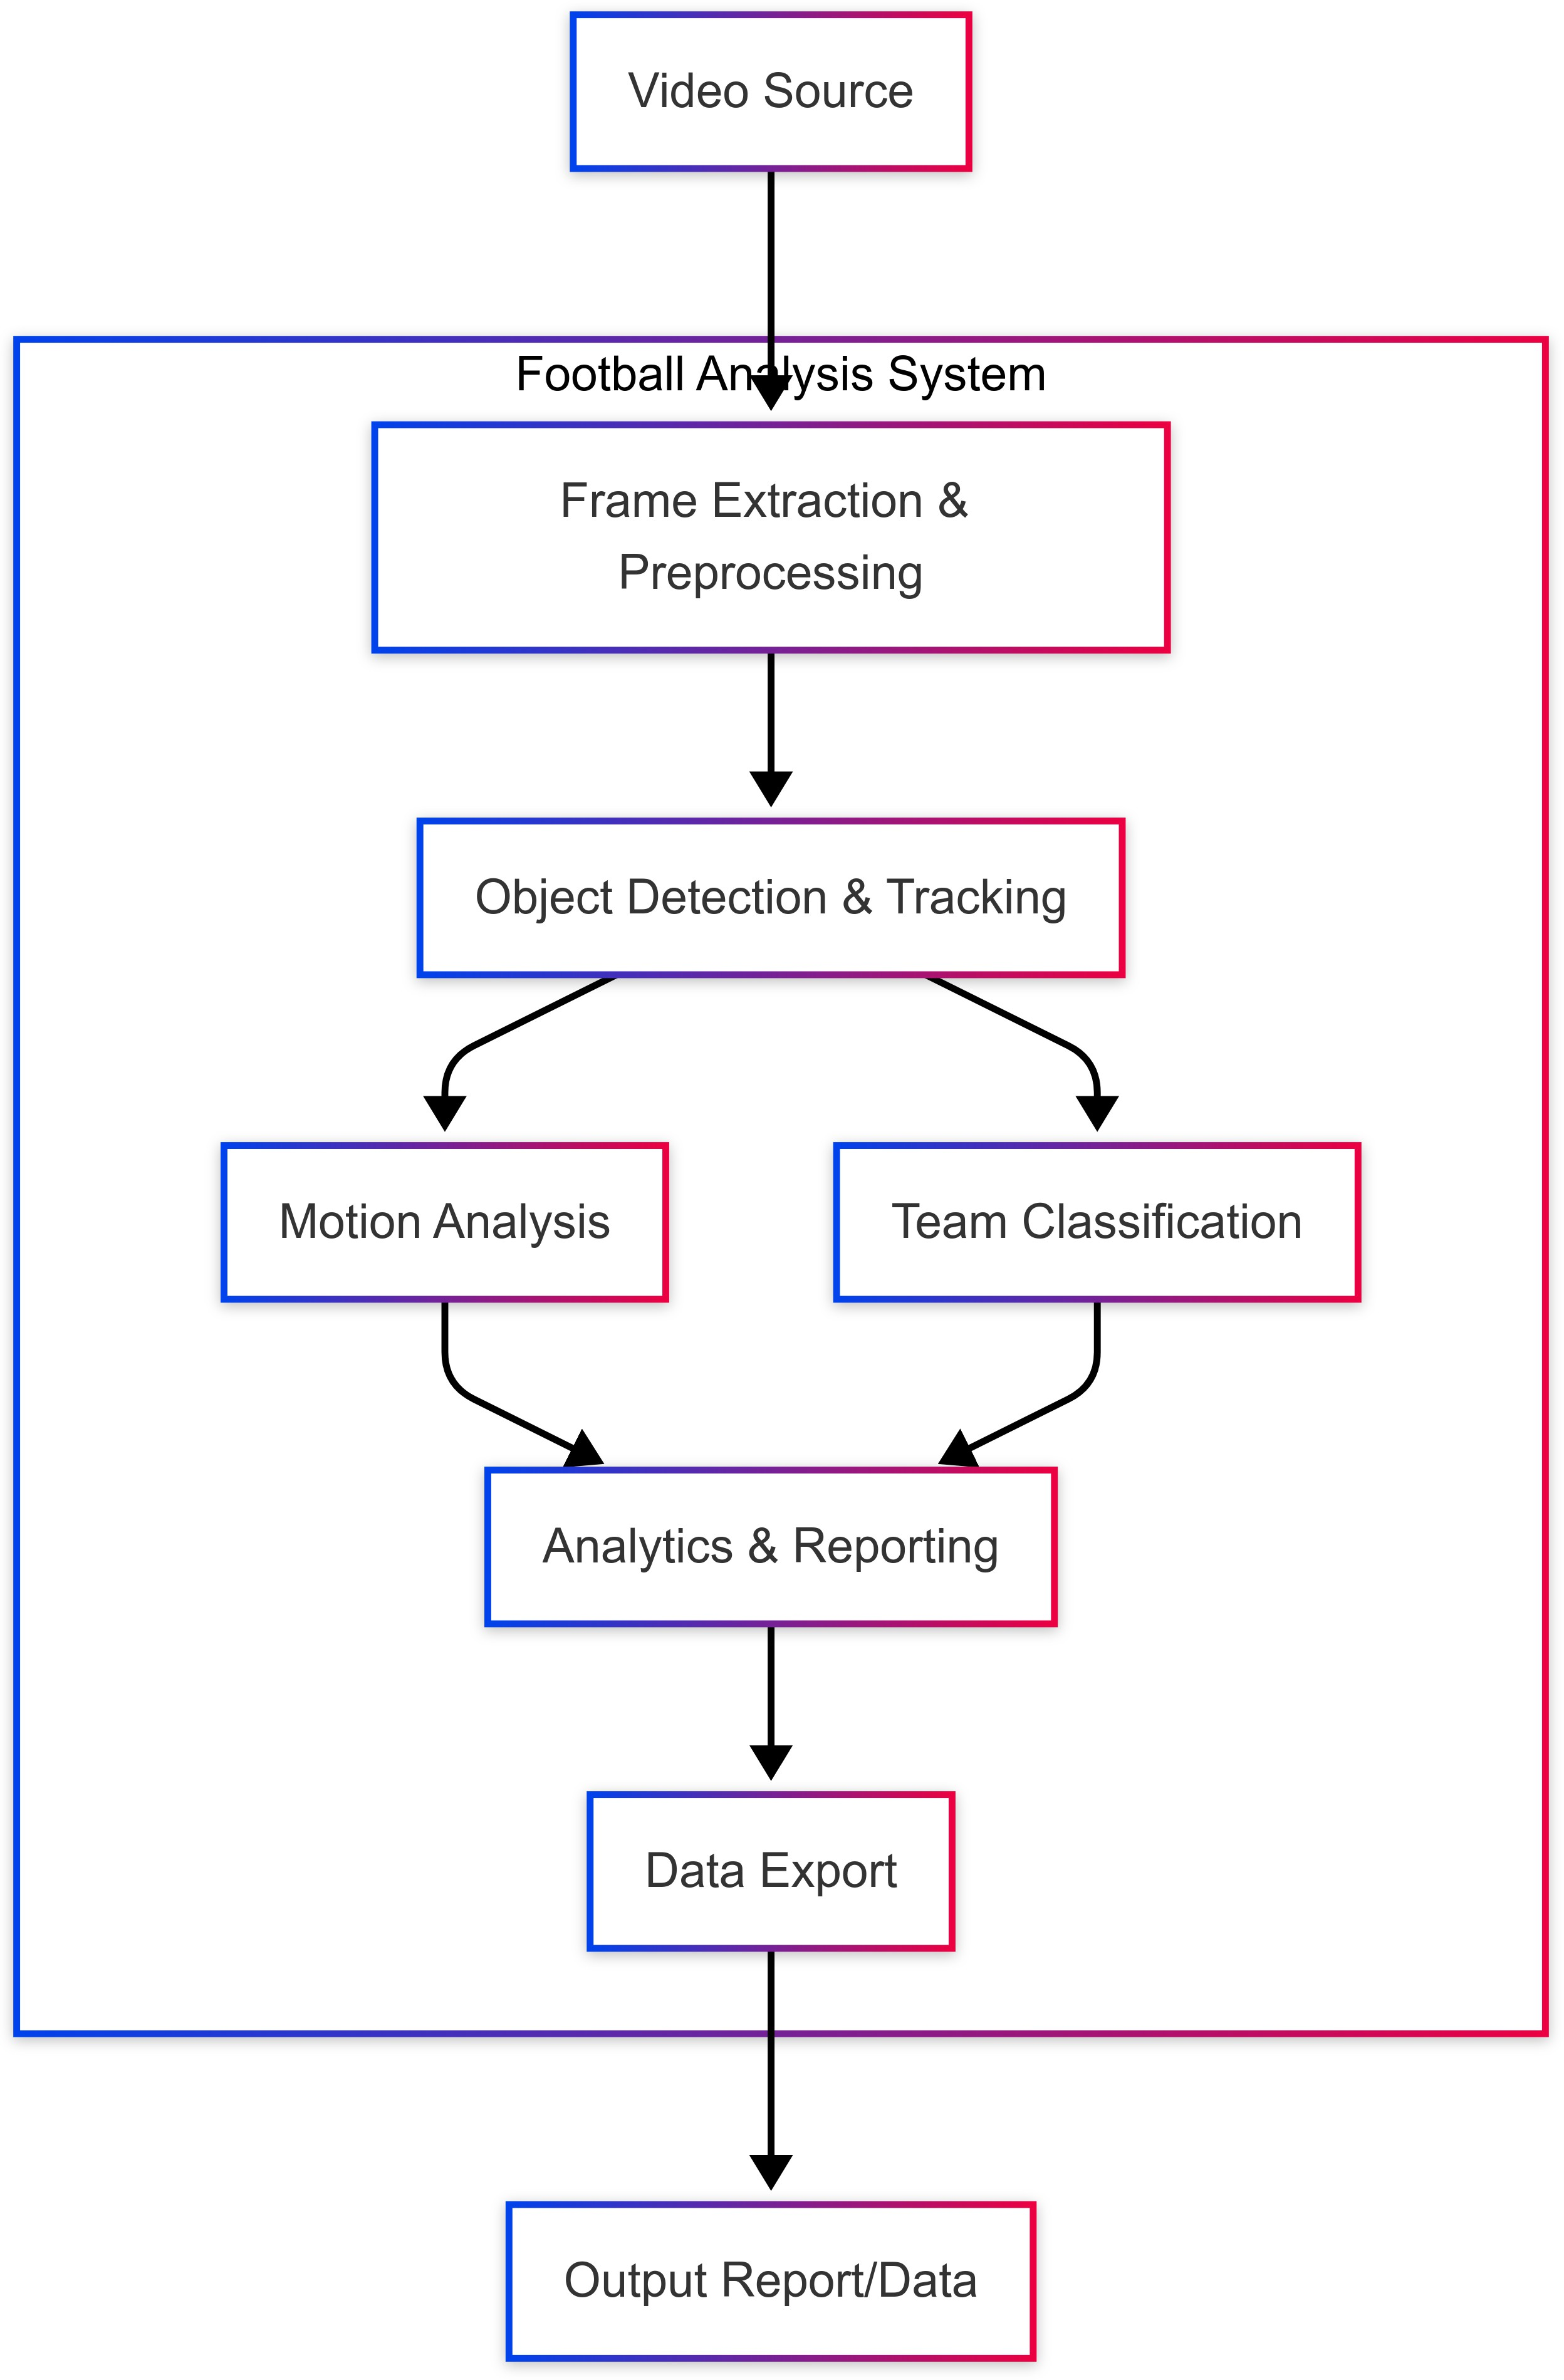 Video Source
Football Analysis System
Frame Extraction &
Preprocessing
Object Detection & Tracking
Motion Analysis
Team Classification
Analytics & Reporting
Data Export
Output Report/Data